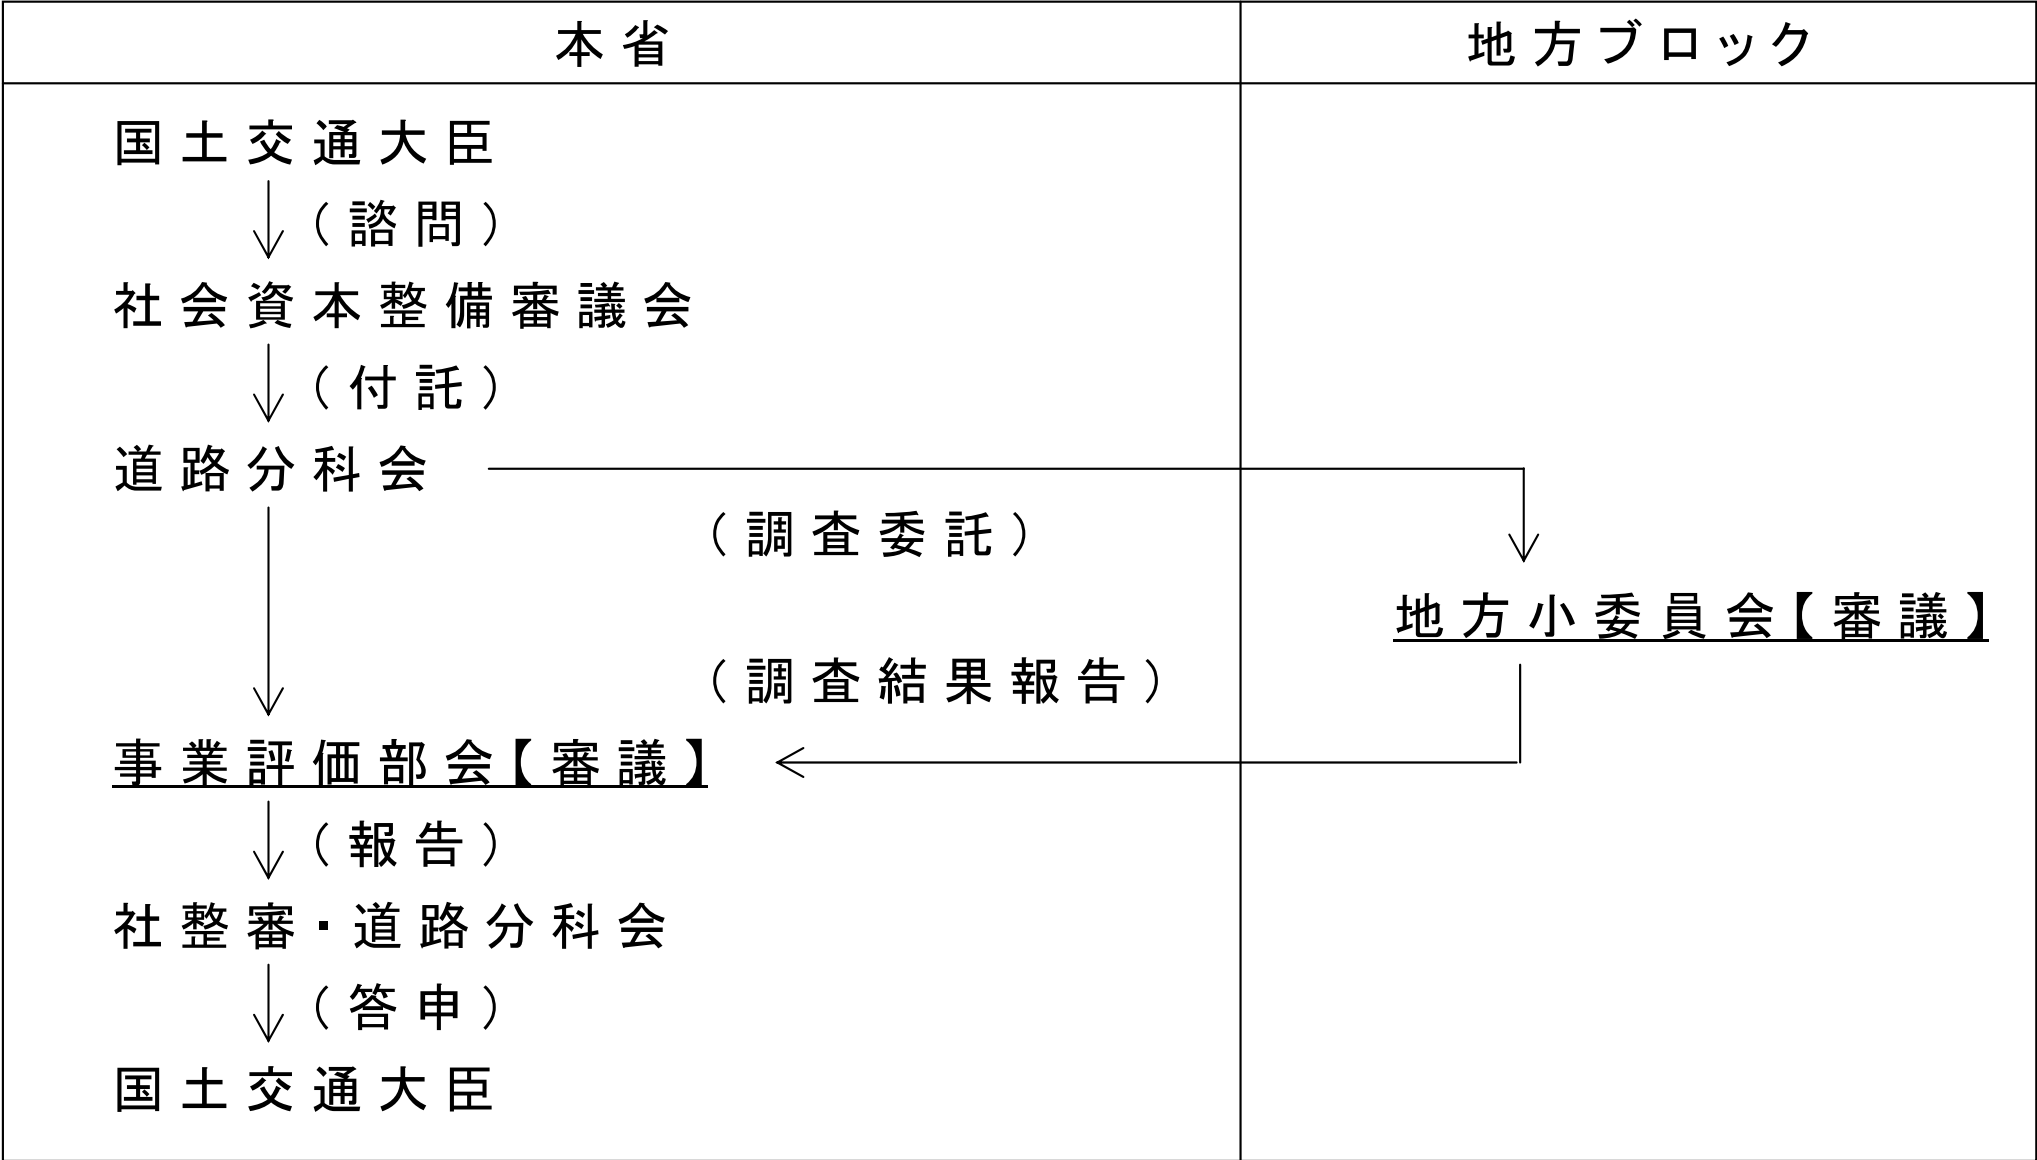 本省
地方ブロック
国土交通大臣
（諮問）
社会資本整備審議会
（付託）
道路分科会
（調査委託）
地方小委員会【審議】
（調査結果報告）
事業評価部会【審議】
（報告）
社整審・道路分科会
（答申）
国土交通大臣